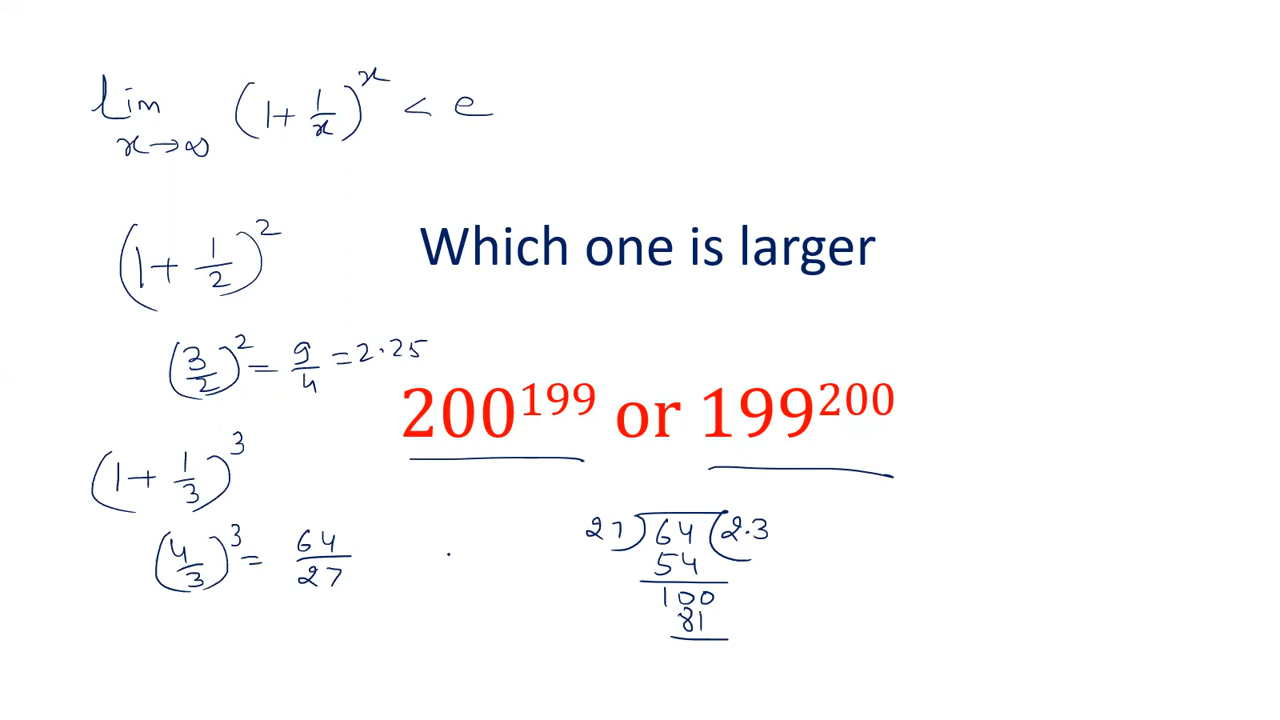 lim x→∞ (1+ 1/x)^x < e
(1+ 1/2)^2
Which one is larger
(3/2)^2 = 9/4 = 2.25
200^199 or 199^200
(1+ 1/3)^3
(4/3)^3 = 64/27
27) 64 (2.3
54
100
81